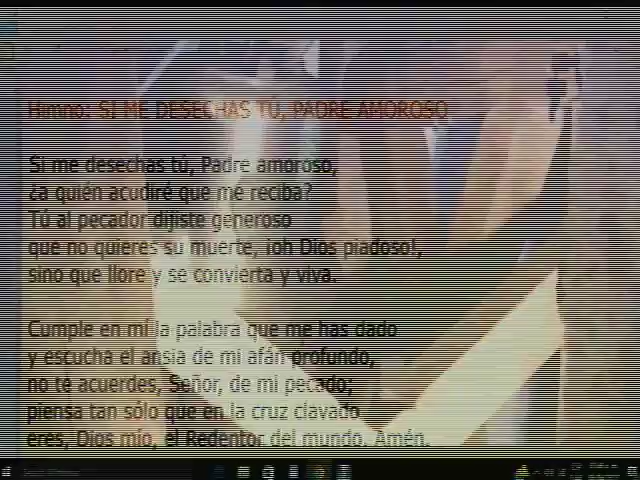 Himno: SI ME DESECHAS TÚ, PADRE AMOROSO
Si me desechas tú, Padre amoroso,
¿a quién acudiré que me reciba?
Tú al pecador dijiste generoso
que no quieres su muerte, ¡oh Dios piadoso!,
sino que llore y se convierta y viva.
Cumple en mí la palabra que me has dado
y escucha el ansia de mi afán profundo,
no te acuerdes, Señor, de mi pecado;
piensa tan sólo que en la cruz clavado
eres, Dios mío, el Redentor del mundo. Amén.